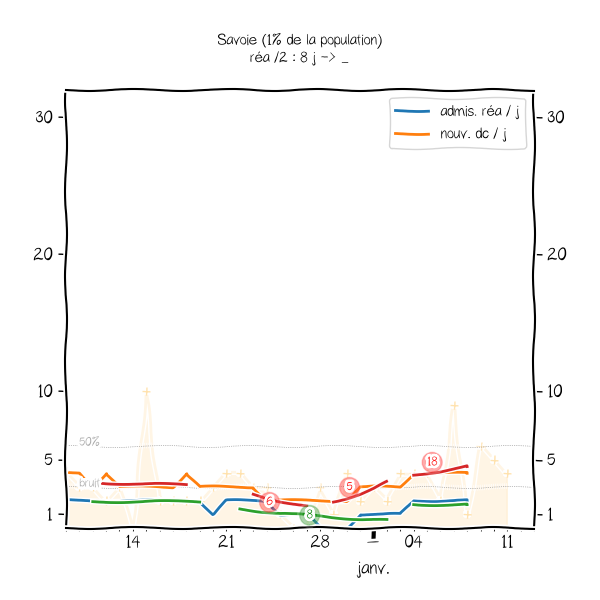 Savoie (1% de la population)
réa /2 : 8 j -> _
admis. réa / j
nouv. dc / j
30 30
20 20
10 10
50%
5 5
18
bruit
5
6
8
1 1
14 21 28 _ 04 11
janv.